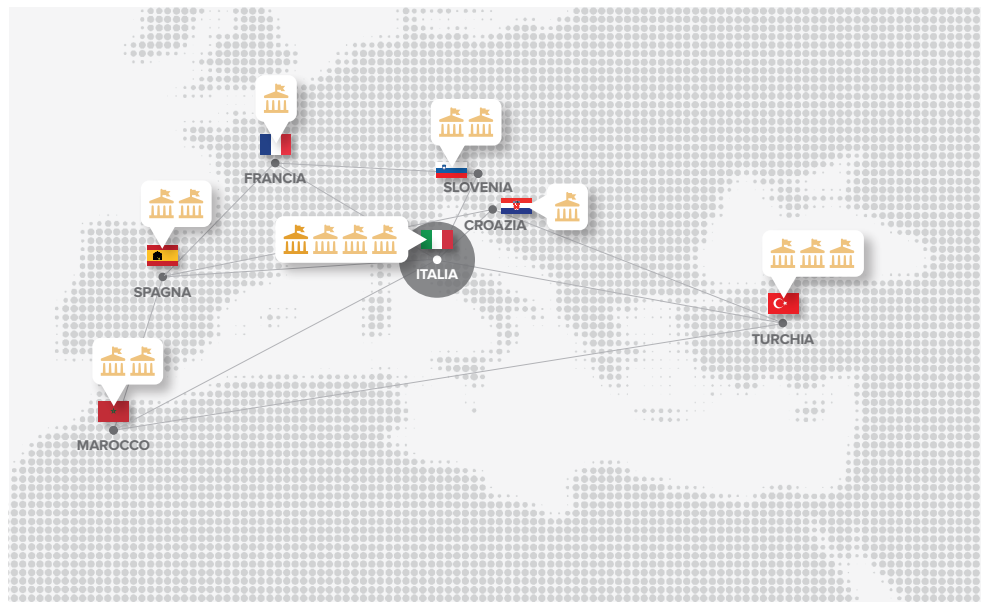 FRANCIA
SLOVENIA
CROAZIA
ITALIA
SPAGNA
TURCHIA
MAROCCO